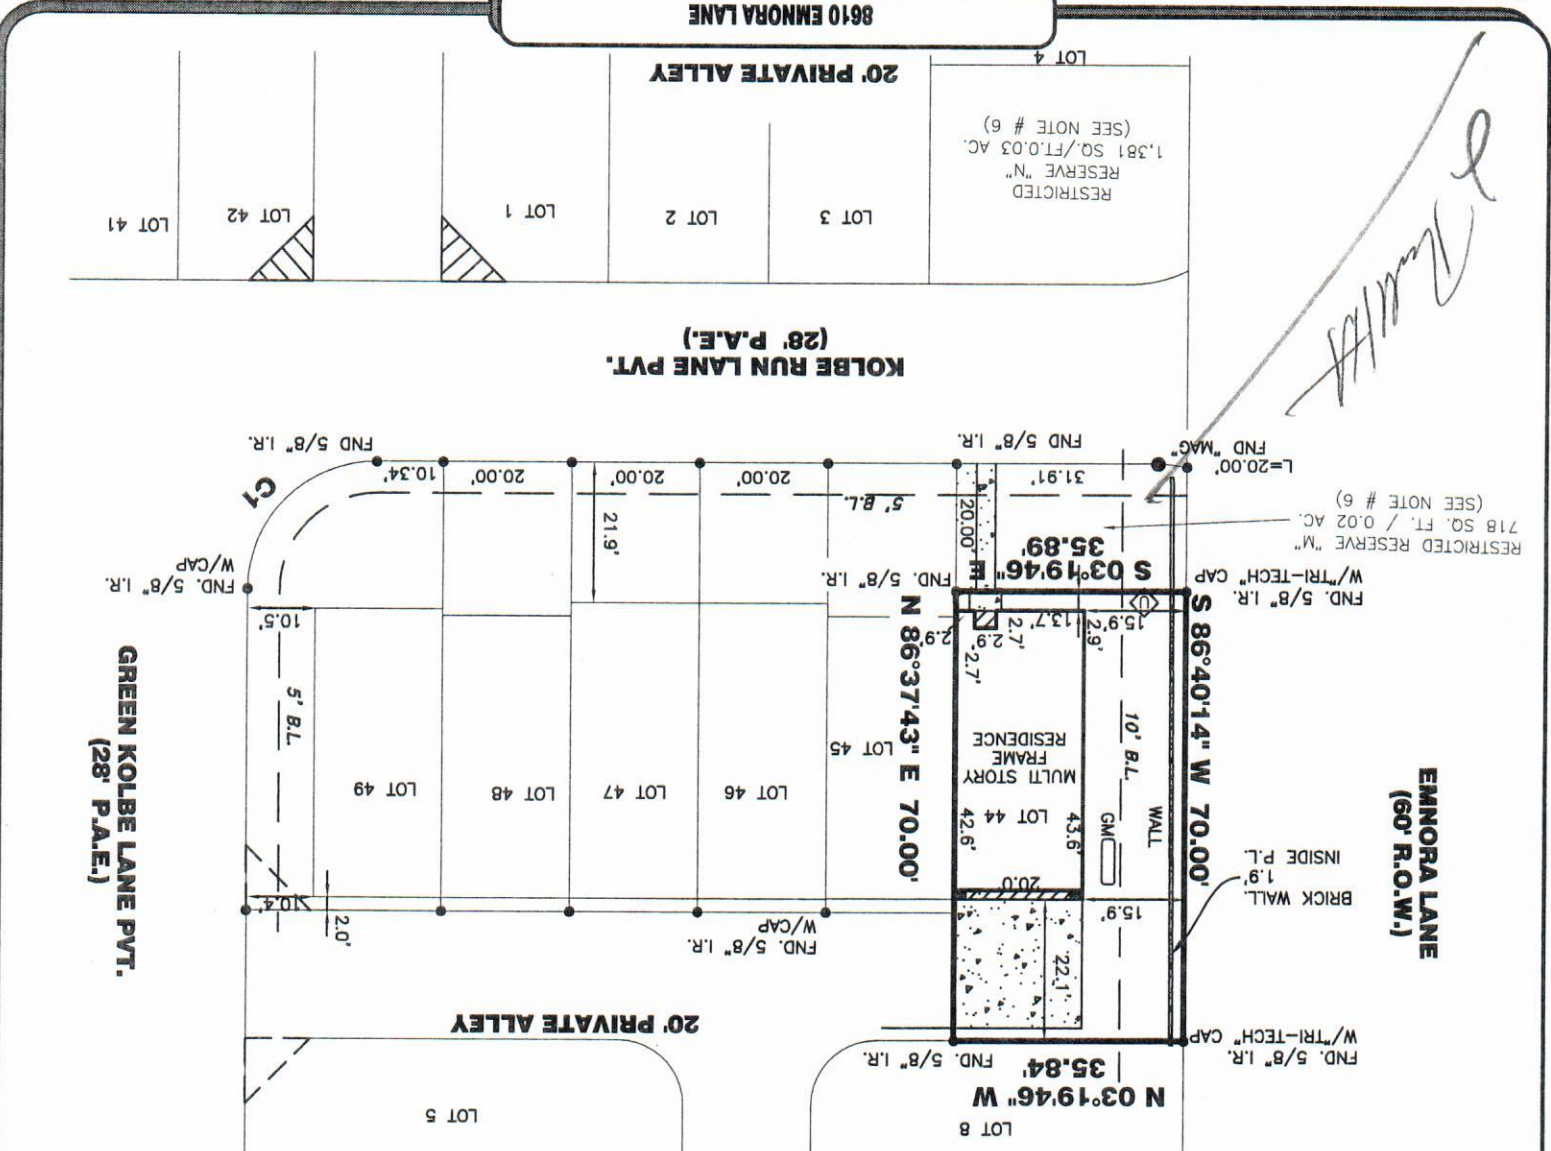 LOT 8
N 03°19'46" W
35.84'
FND. 5/8" I.R.
W/"TRI-TECH" CAP
FND. 5/8" I.R.
LOT 5
20' PRIVATE ALLEY
22.1'
BRICK WALL.
1.9'
INSIDE P.L.
EMNORA LANE
(60' R.O.W.)
15.9'
20.0'
FND. 5/8" I.R.
W/CAP
2.0'
10.4'
S 86°40'14" W 70.00'
WALL
GM
10' B.L.
43.6'
LOT 44
42.6'
MULTI STORY
FRAME
RESIDENCE
N 86°37'43" E 70.00'
LOT 45
LOT 46
LOT 47
LOT 48
LOT 49
5' B.L.
GREEN KOLBE LANE PVT.
(28' P.A.E.)
15.9'
2.9'
13.7'
2.7'
2.9'
2.7'
2.9'
U
FND. 5/8" I.R.
W/"TRI-TECH" CAP
S 03°19'46" E
35.89'
FND. 5/8" I.R.
10.5'
FND. 5/8" I.R.
W/CAP
RESTRICTED RESERVE "M"
718 SQ. FT. / 0.02 AC.
(SEE NOTE # 6)
20.00'
5' B.L.
21.9'
L=20.00'
FND "MAG"
31.91'
FND 5/8" I.R.
20.00'
20.00'
20.00'
10.34'
FND 5/8" I.R.
C1
KOLBE RUN LANE PVT.
(28' P.A.E.)
RESTRICTED
RESERVE "N"
1,381 SQ./FT.0.03 AC.
(SEE NOTE # 6)
LOT 3
LOT 2
LOT 1
LOT 42
LOT 41
LOT 4
20' PRIVATE ALLEY
8610 EMNORA LANE